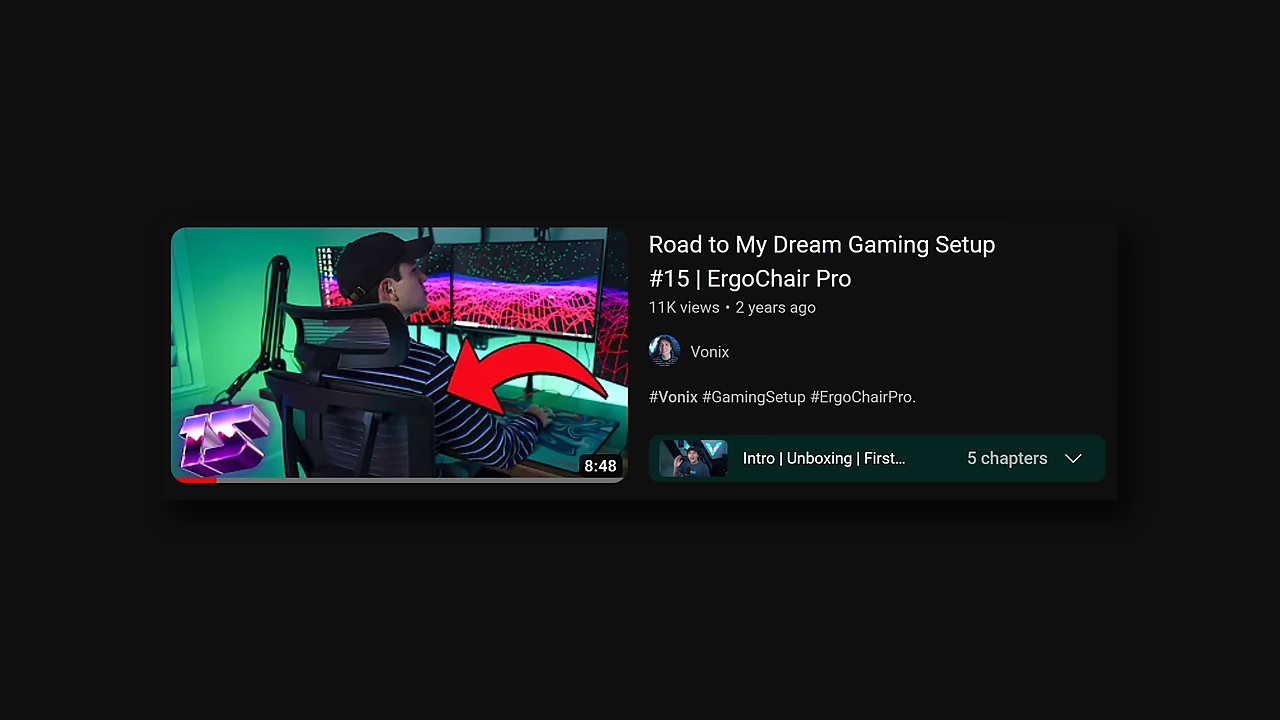 15
8:48
Road to My Dream Gaming Setup
#15 | ErgoChair Pro
11K views • 2 years ago
Vonix
#Vonix #GamingSetup #ErgoChairPro.
Intro | Unboxing | First...
5 chapters